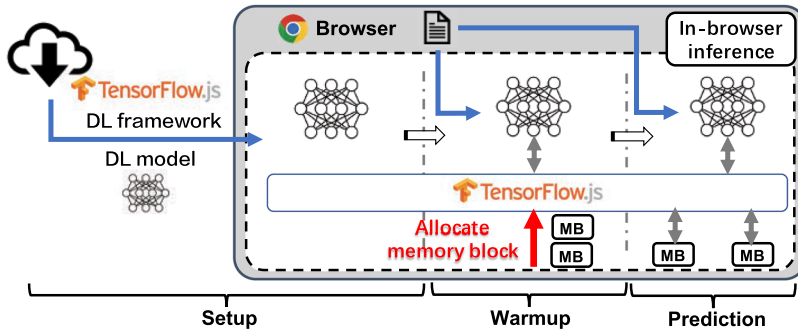 Browser
In-browser
inference
TensorFlow.js
DL framework
DL model
TensorFlow.js
Allocate
memory block
MB
MB
MB
MB
Setup
Warmup
Prediction